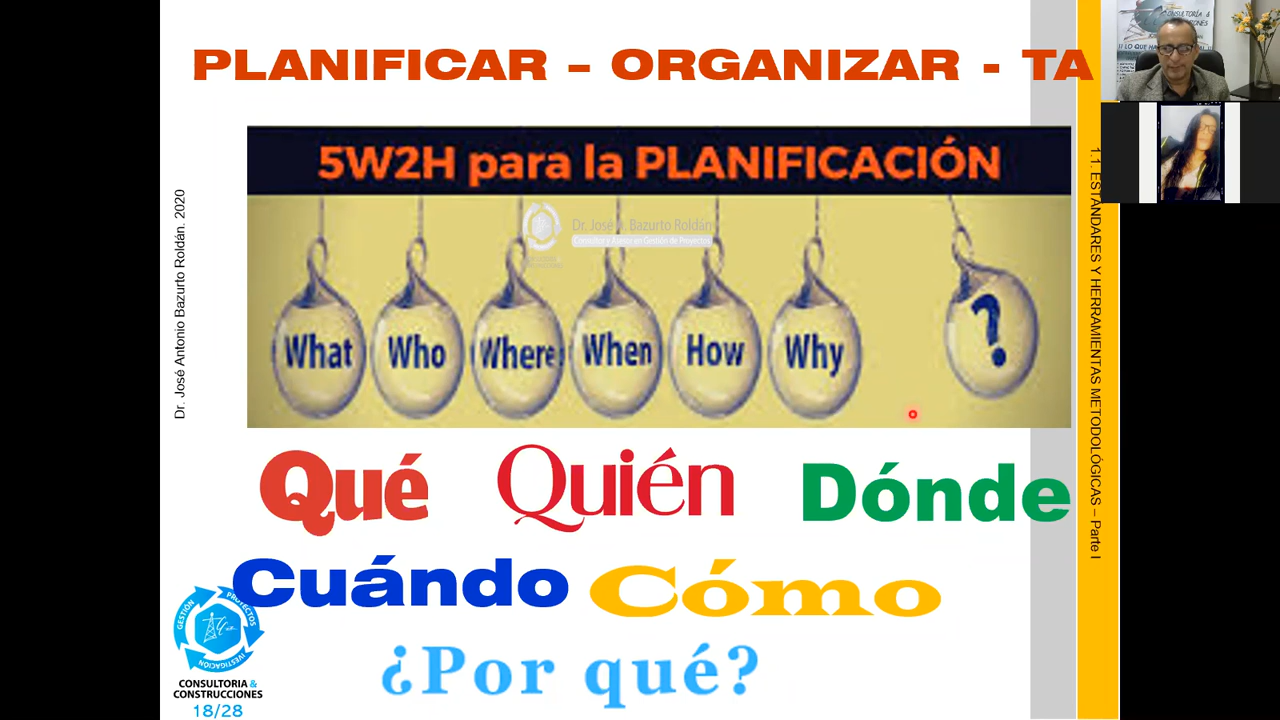 PLANIFICAR – ORGANIZAR - TA
5W2H para la PLANIFICACIÓN
Dr. José A. Bazurto Roldán
Consultor y Asesor en Gestión de Proyectos
What Who Where When How Why ?
Qué Quién Dónde
Cuándo Cómo
¿Por qué?
Dr. José Antonio Bazurto Roldán. 2020
1.1. ESTÁNDARES Y HERRAMIENTAS METODOLÓGICAS – Parte I
GESTIÓN
PROYECTOS
CONSULTORIA &
CONSTRUCCIONES
18/28